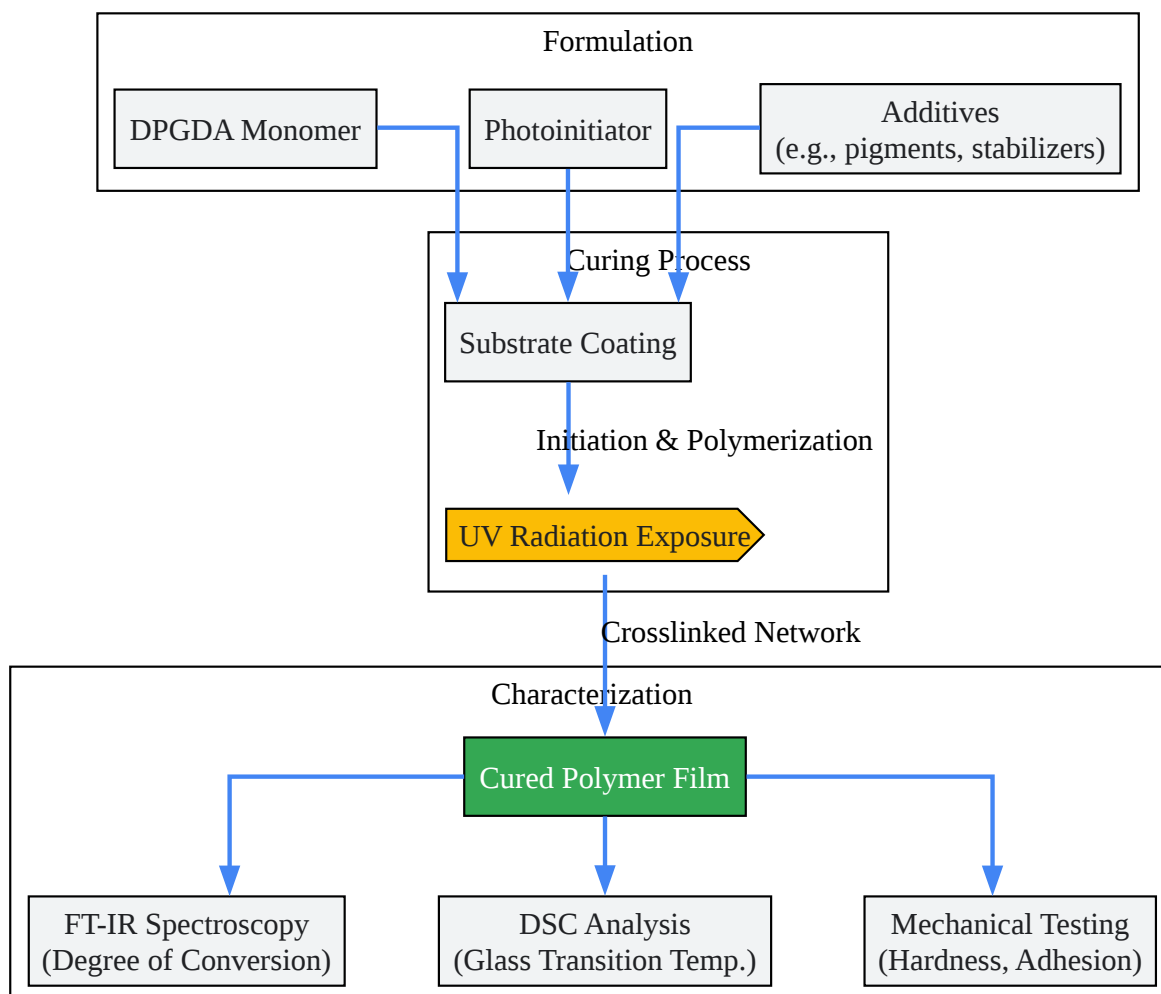 Formulation
DPGDA Monomer
Photoinitiator
Additives
(e.g., pigments, stabilizers)
Curing Process
Substrate Coating
Initiation & Polymerization
UV Radiation Exposure
Crosslinked Network
Characterization
Cured Polymer Film
FT-IR Spectroscopy
(Degree of Conversion)
DSC Analysis
(Glass Transition Temp.)
Mechanical Testing
(Hardness, Adhesion)